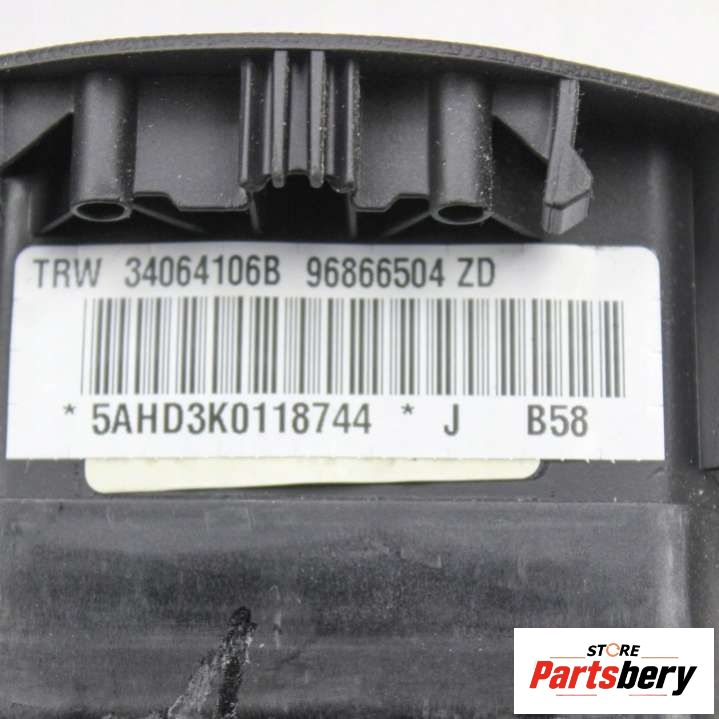 TRW 34064106B 96866504 ZD
* 5AHD3K0118744 * J B58
STORE
Partsbery